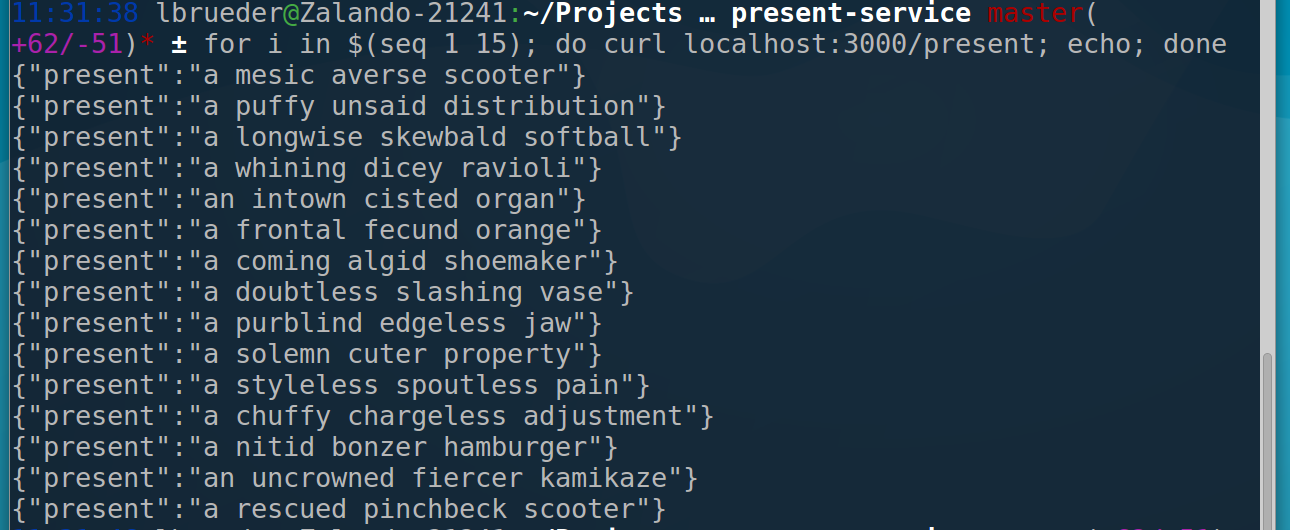 11:31:38 lbrueder@Zalando-21241:~/Projects … present-service master(
+62/-51)* ± for i in $(seq 1 15); do curl localhost:3000/present; echo; done
{"present":"a mesic averse scooter"}
{"present":"a puffy unsaid distribution"}
{"present":"a longwise skewbald softball"}
{"present":"a whining dicey ravioli"}
{"present":"an intown cisted organ"}
{"present":"a frontal fecund orange"}
{"present":"a coming algid shoemaker"}
{"present":"a doubtless slashing vase"}
{"present":"a purblind edgeless jaw"}
{"present":"a solemn cuter property"}
{"present":"a styleless spoutless pain"}
{"present":"a chuffy chargeless adjustment"}
{"present":"a nitid bonzer hamburger"}
{"present":"an uncrowned fiercer kamikaze"}
{"present":"a rescued pinchbeck scooter"}